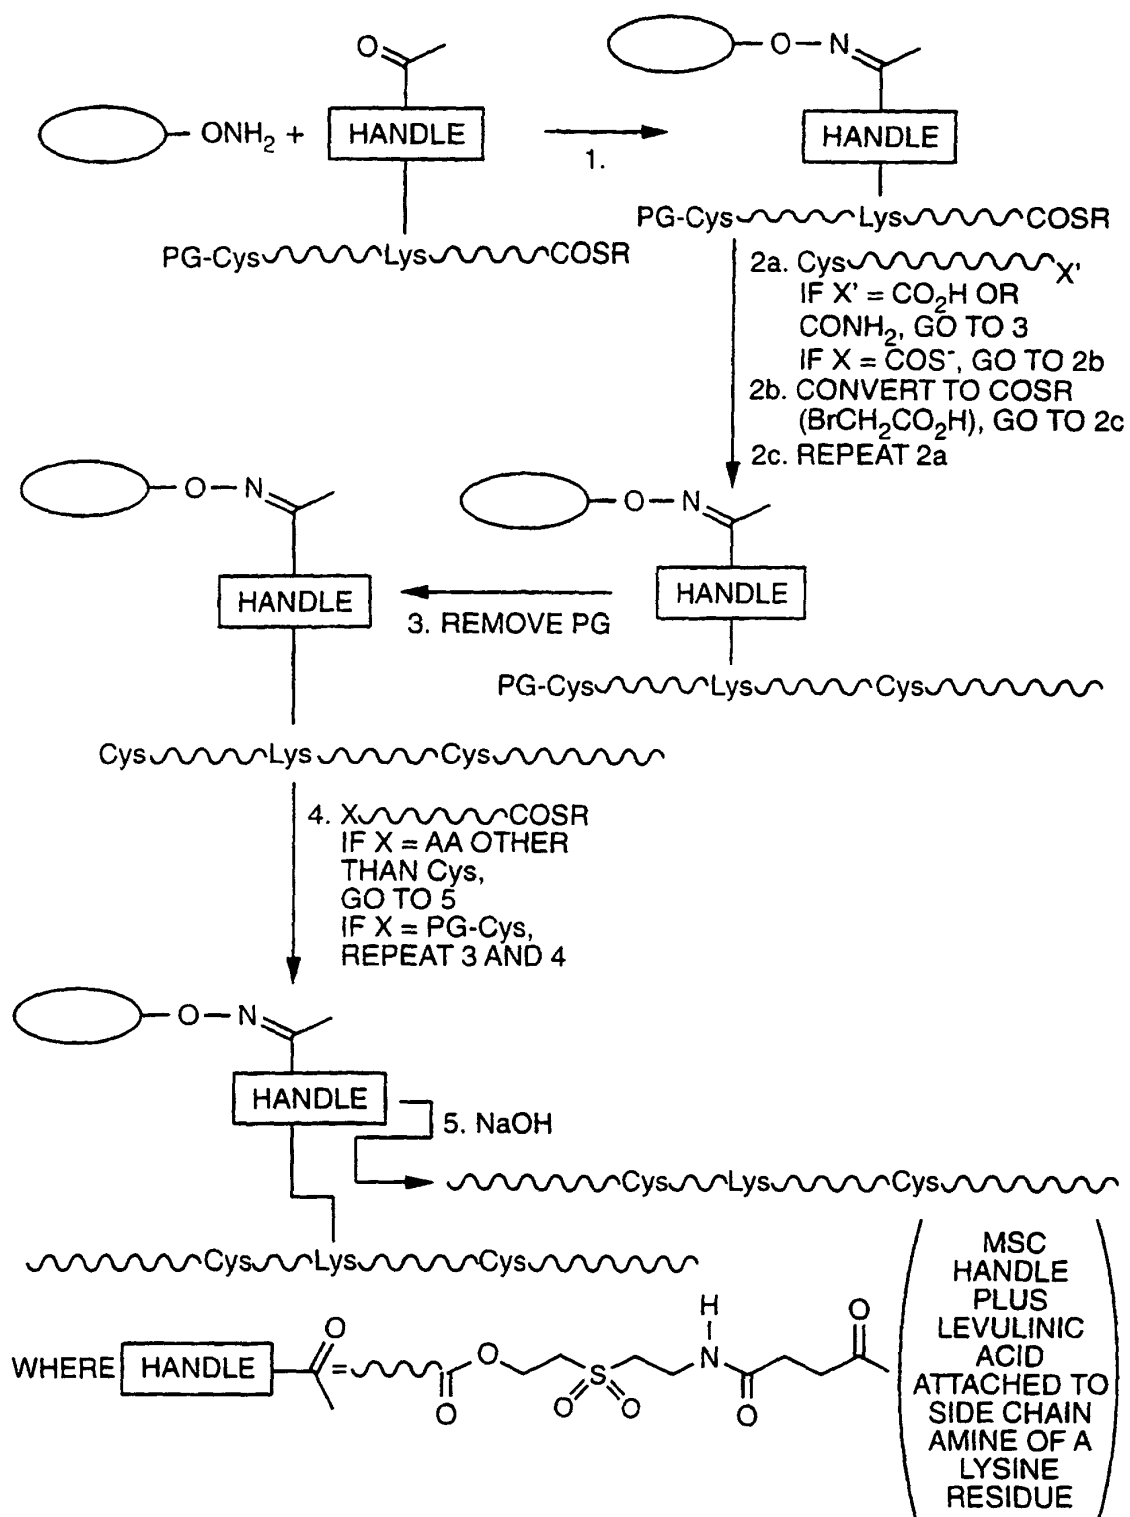 O
O–N
ONH2 + HANDLE
1.
HANDLE
PG-Cys Lys COSR
PG-Cys Lys COSR
2a. Cys X'
IF X' = CO2H OR
CONH2, GO TO 3
IF X = COS-, GO TO 2b
2b. CONVERT TO COSR
(BrCH2CO2H), GO TO 2c
2c. REPEAT 2a
O–N
O–N
HANDLE
HANDLE
3. REMOVE PG
PG-Cys Lys Cys
Cys Lys Cys
4. X COSR
IF X = AA OTHER
THAN Cys,
GO TO 5
IF X = PG-Cys,
REPEAT 3 AND 4
O–N
HANDLE
5. NaOH
Cys Lys Cys
Cys Lys Cys
WHERE HANDLE O = O O S O O H N O O
MSC
HANDLE
PLUS
LEVULINIC
ACID
ATTACHED TO
SIDE CHAIN
AMINE OF A
LYSINE
RESIDUE